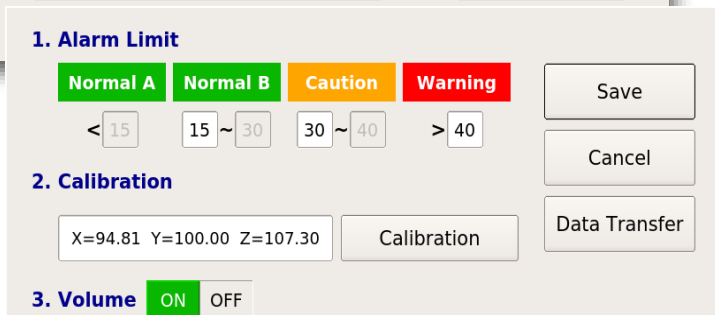 1. Alarm Limit
Normal A Normal B Caution Warning
< 15 15 ~ 30 30 ~ 40 > 40
Save
Cancel
2. Calibration
X=94.81 Y=100.00 Z=107.30 Calibration
Data Transfer
3. Volume ON OFF